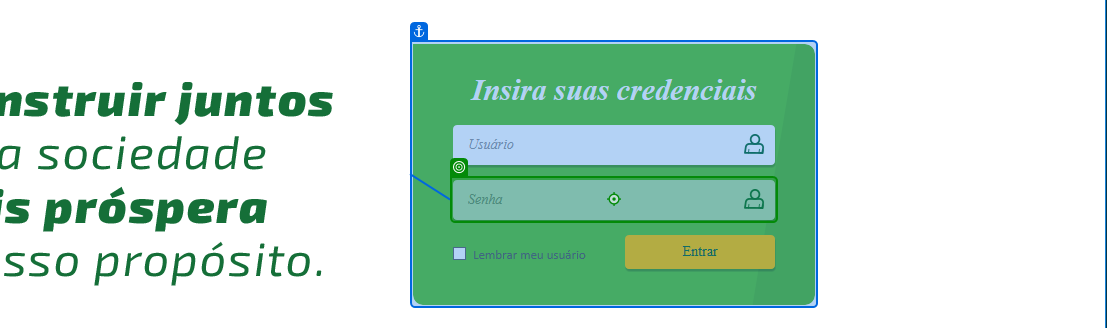 nstruir juntos
a sociedade
is próspera
sso propósito.
Insira suas credenciais
Usuário
Senha
Lembrar meu usuário
Entrar